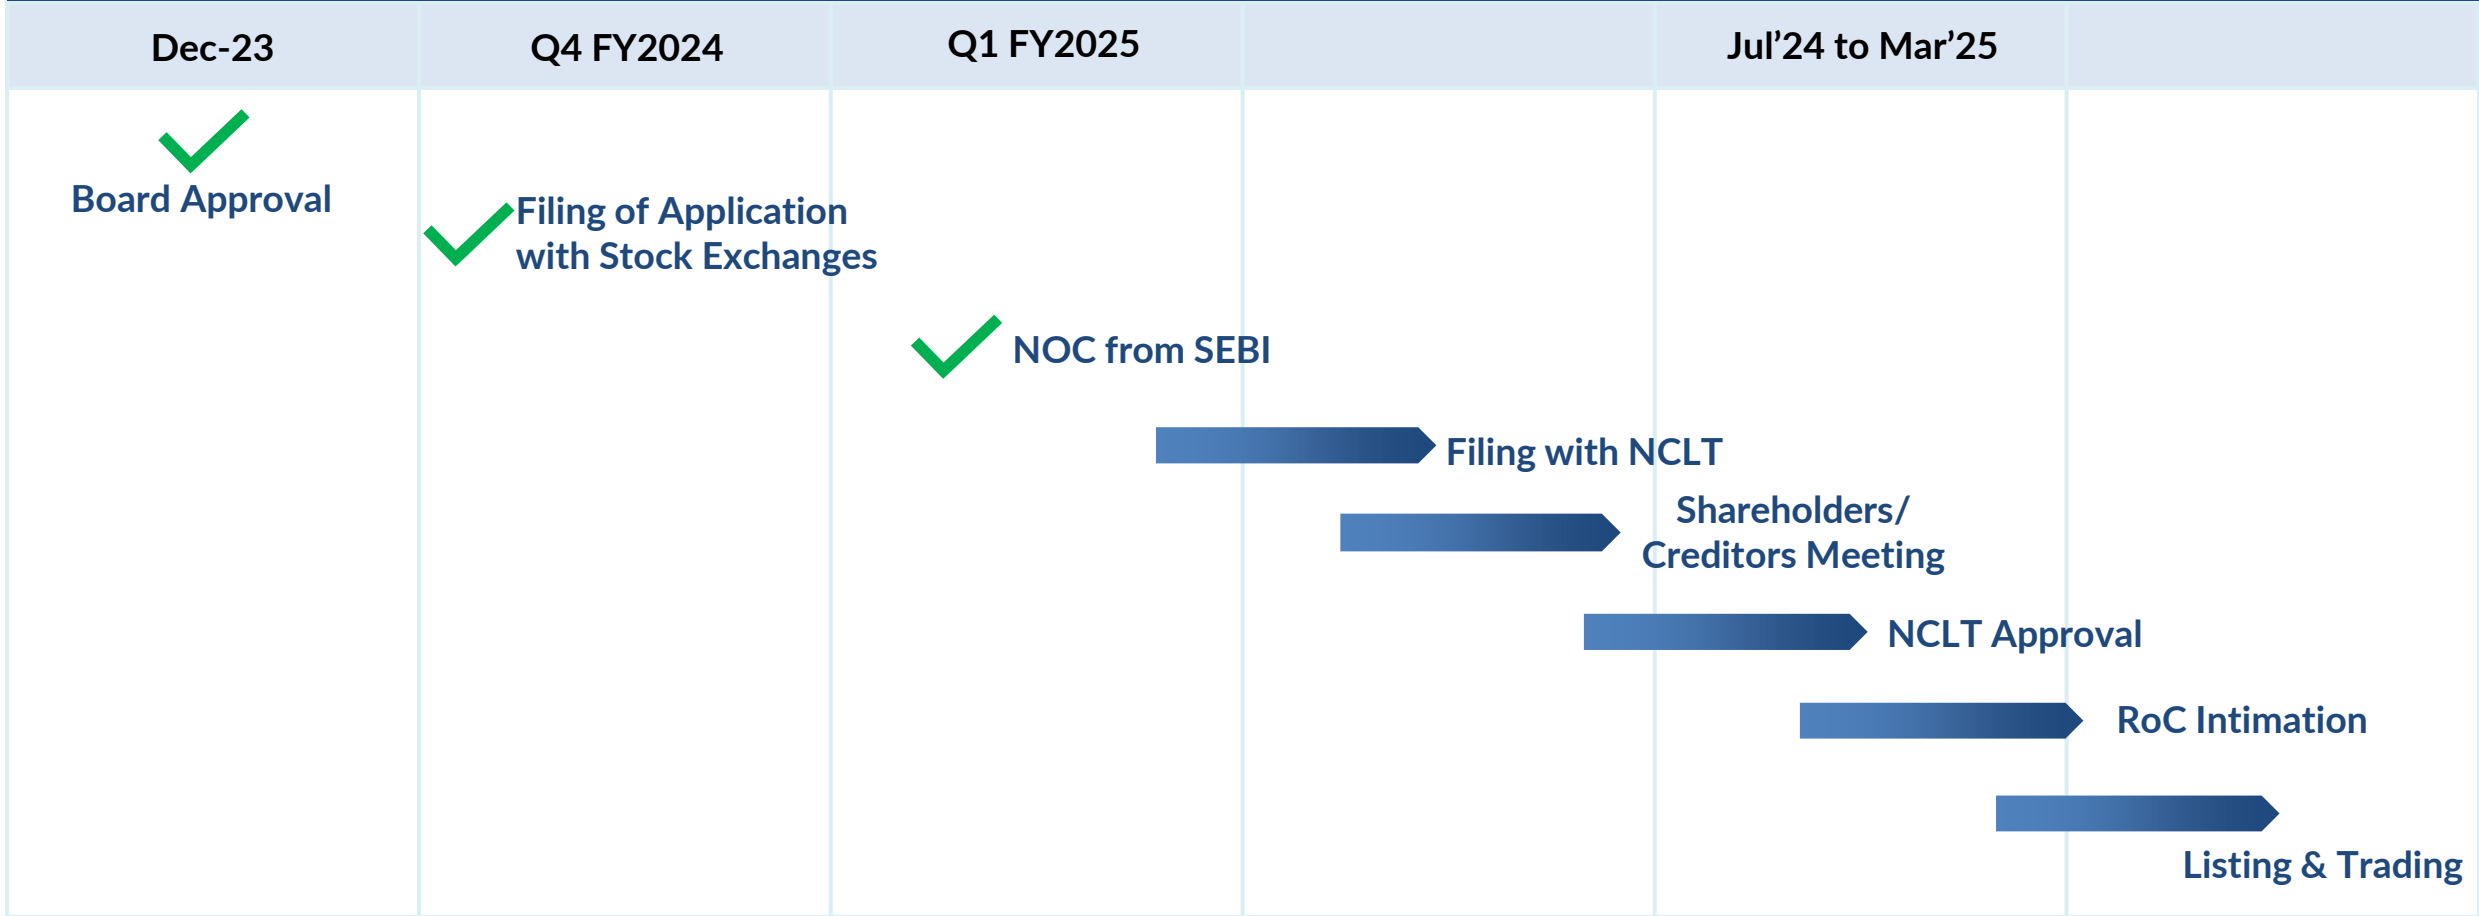 Dec-23
Q4 FY2024
Q1 FY2025
Jul’24 to Mar’25
Board Approval
Filing of Application
with Stock Exchanges
NOC from SEBI
Filing with NCLT
Shareholders/
Creditors Meeting
NCLT Approval
RoC Intimation
Listing & Trading